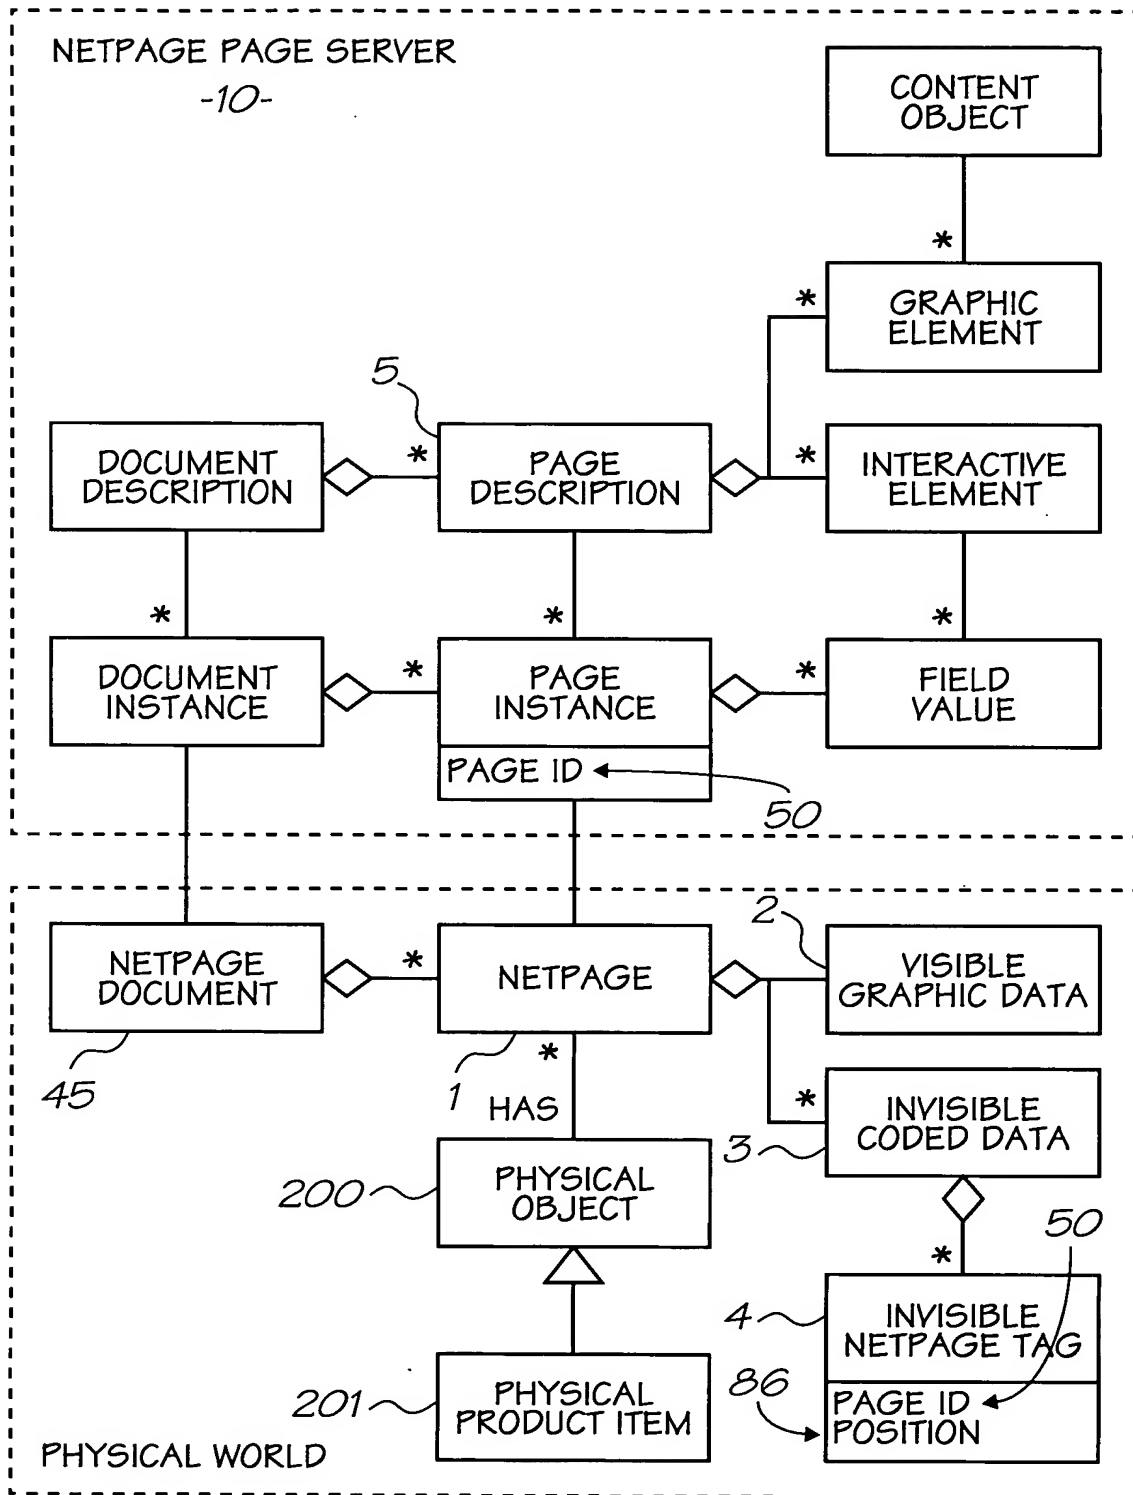 NETPAGE PAGE SERVER
-10-
CONTENT
OBJECT
*
*
GRAPHIC
ELEMENT
5
DOCUMENT
DESCRIPTION
*
PAGE
DESCRIPTION
*
INTERACTIVE
ELEMENT
*
*
*
DOCUMENT
INSTANCE
*
PAGE
INSTANCE
*
FIELD
VALUE
PAGE ID
50
2
NETPAGE
DOCUMENT
*
NETPAGE
VISIBLE
GRAPHIC DATA
45
1
*
HAS
*
3
INVISIBLE
CODED DATA
200
PHYSICAL
OBJECT
50
*
4
INVISIBLE
NETPAGE TAG
201
PHYSICAL
PRODUCT ITEM
86
PAGE ID
POSITION
PHYSICAL WORLD